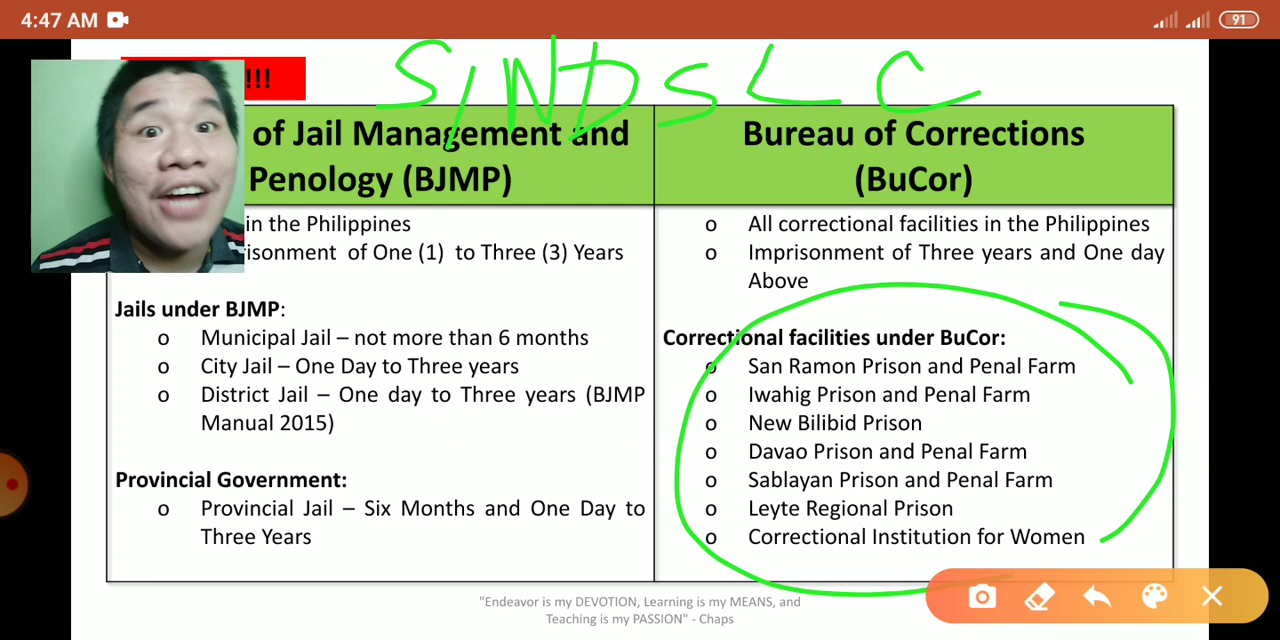 4:47 AM
91
!!!
S I N D S L C
of Jail Management and
Penology (BJMP)
in the Philippines
risonment of One (1) to Three (3) Years
Jails under BJMP:
o Municipal Jail – not more than 6 months
o City Jail – One Day to Three years
o District Jail – One day to Three years (BJMP
Manual 2015)
Provincial Government:
o Provincial Jail – Six Months and One Day to
Three Years
Bureau of Corrections
(BuCor)
o All correctional facilities in the Philippines
o Imprisonment of Three years and One day
Above
Correctional facilities under BuCor:
o San Ramon Prison and Penal Farm
o Iwahig Prison and Penal Farm
o New Bilibid Prison
o Davao Prison and Penal Farm
o Sablayan Prison and Penal Farm
o Leyte Regional Prison
o Correctional Institution for Women
"Endeavor is my DEVOTION, Learning is my MEANS, and
Teaching is my PASSION" - Chaps